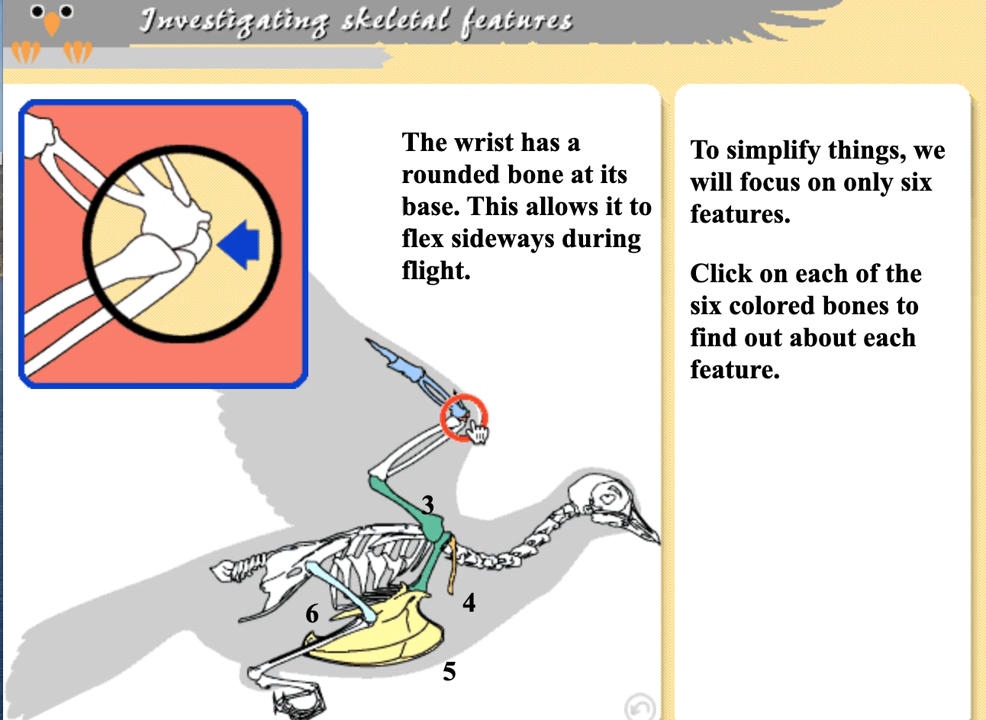 Investigating skeletal features
The wrist has a
rounded bone at its
base. This allows it to
flex sideways during
flight.
To simplify things, we
will focus on only six
features.
Click on each of the
six colored bones to
find out about each
feature.
3
4
6
5